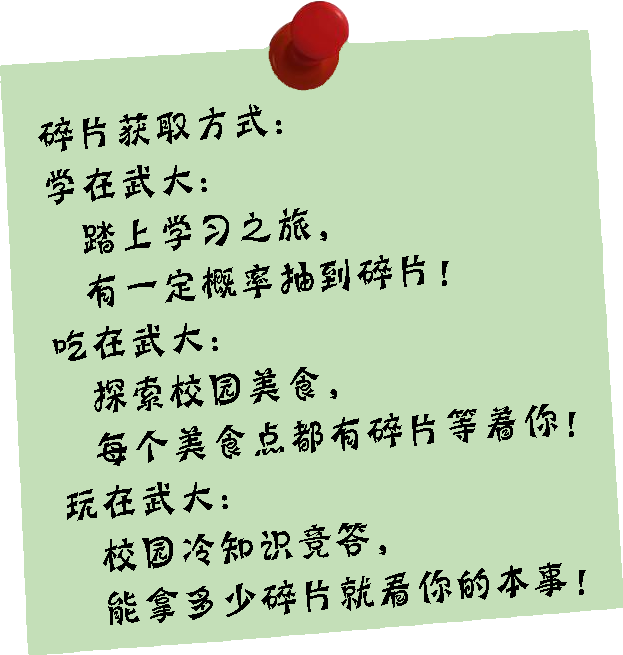 碎片获取方式：
学在武大：
踏上学习之旅，
有一定概率抽到碎片！
吃在武大：
探索校园美食，
每个美食点都有碎片等着你！
玩在武大：
校园冷知识竞答，
能拿多少碎片就看你的本事！